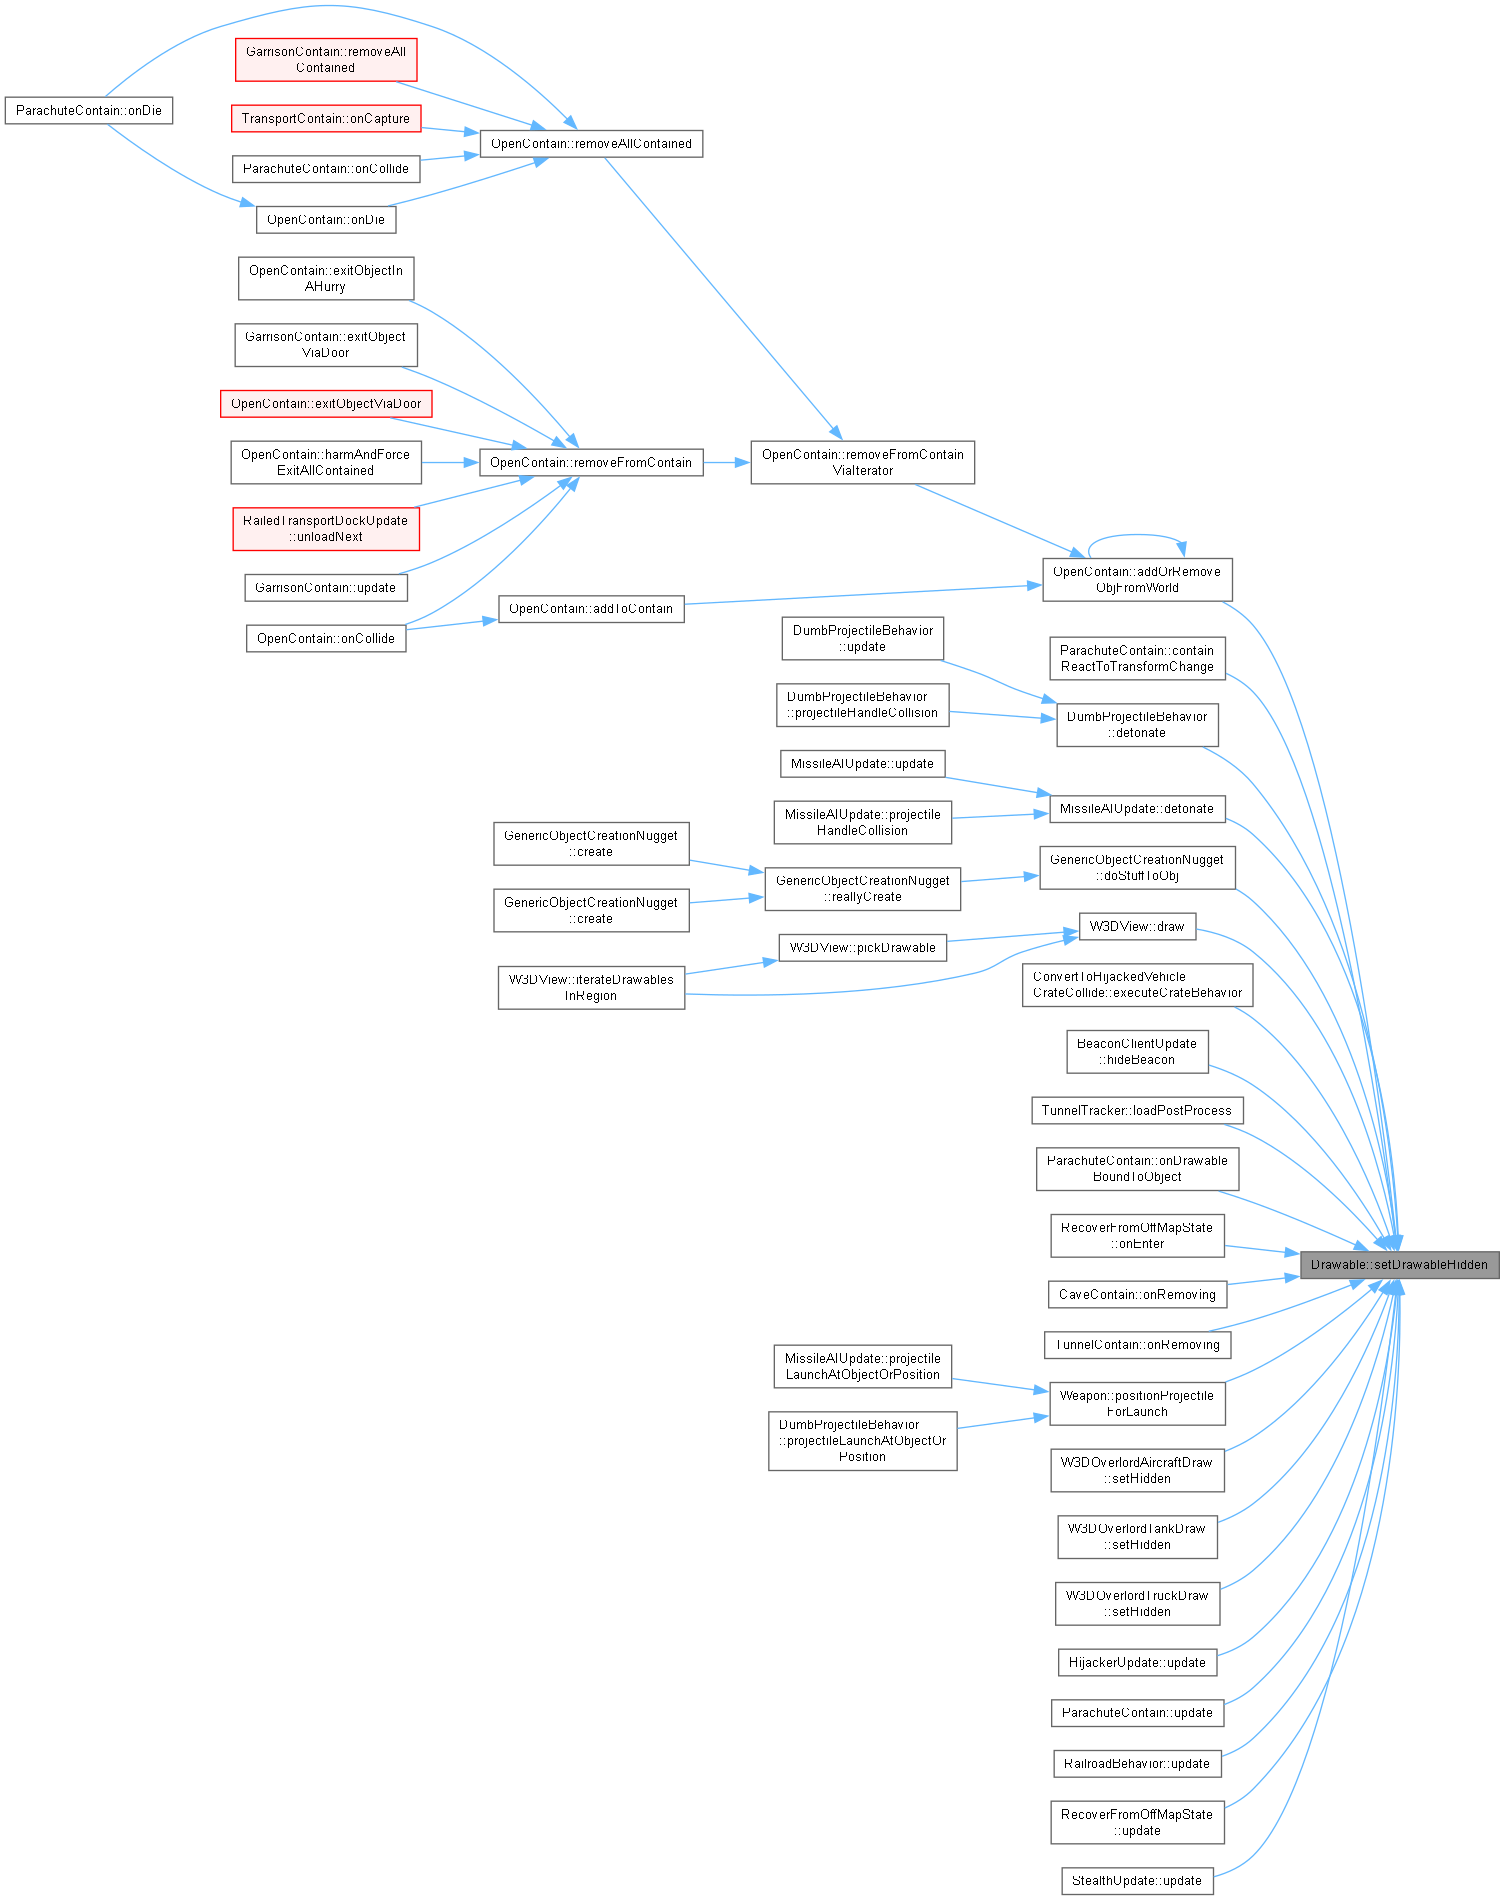 GarrisonContain::removeAll
Contained
ParachuteContain::onDie
TransportContain::onCapture
OpenContain::removeAllContained
ParachuteContain::onCollide
OpenContain::onDie
OpenContain::exitObjectIn
AHurry
GarrisonContain::exitObject
ViaDoor
OpenContain::exitObjectViaDoor
OpenContain::harmAndForce
ExitAllContained
OpenContain::removeFromContain
OpenContain::removeFromContain
ViaIterator
RailedTransportDockUpdate
::unloadNext
GarrisonContain::update
OpenContain::onCollide
OpenContain::addToContain
OpenContain::addOrRemove
ObjFromWorld
DumbProjectileBehavior
::update
ParachuteContain::contain
ReactToTransformChange
DumbProjectileBehavior
::projectileHandleCollision
DumbProjectileBehavior
::detonate
MissileAIUpdate::update
MissileAIUpdate::projectile
HandleCollision
MissileAIUpdate::detonate
GenericObjectCreationNugget
::create
GenericObjectCreationNugget
::create
GenericObjectCreationNugget
::reallyCreate
GenericObjectCreationNugget
::doStuffToObj
W3DView::draw
W3DView::pickDrawable
W3DView::iterateDrawables
InRegion
ConvertToHijackedVehicle
CrateCollide::executeCrateBehavior
BeaconClientUpdate
::hideBeacon
TunnelTracker::loadPostProcess
ParachuteContain::onDrawable
BoundToObject
RecoverFromOffMapState
::onEnter
Drawable::setDrawableHidden
CaveContain::onRemoving
TunnelContain::onRemoving
MissileAIUpdate::projectile
LaunchAtObjectOrPosition
Weapon::positionProjectile
ForLaunch
DumbProjectileBehavior
::projectileLaunchAtObjectOr
Position
W3DOverlordAircraftDraw
::setHidden
W3DOverlordTankDraw
::setHidden
W3DOverlordTruckDraw
::setHidden
HijackerUpdate::update
ParachuteContain::update
RailroadBehavior::update
RecoverFromOffMapState
::update
StealthUpdate::update